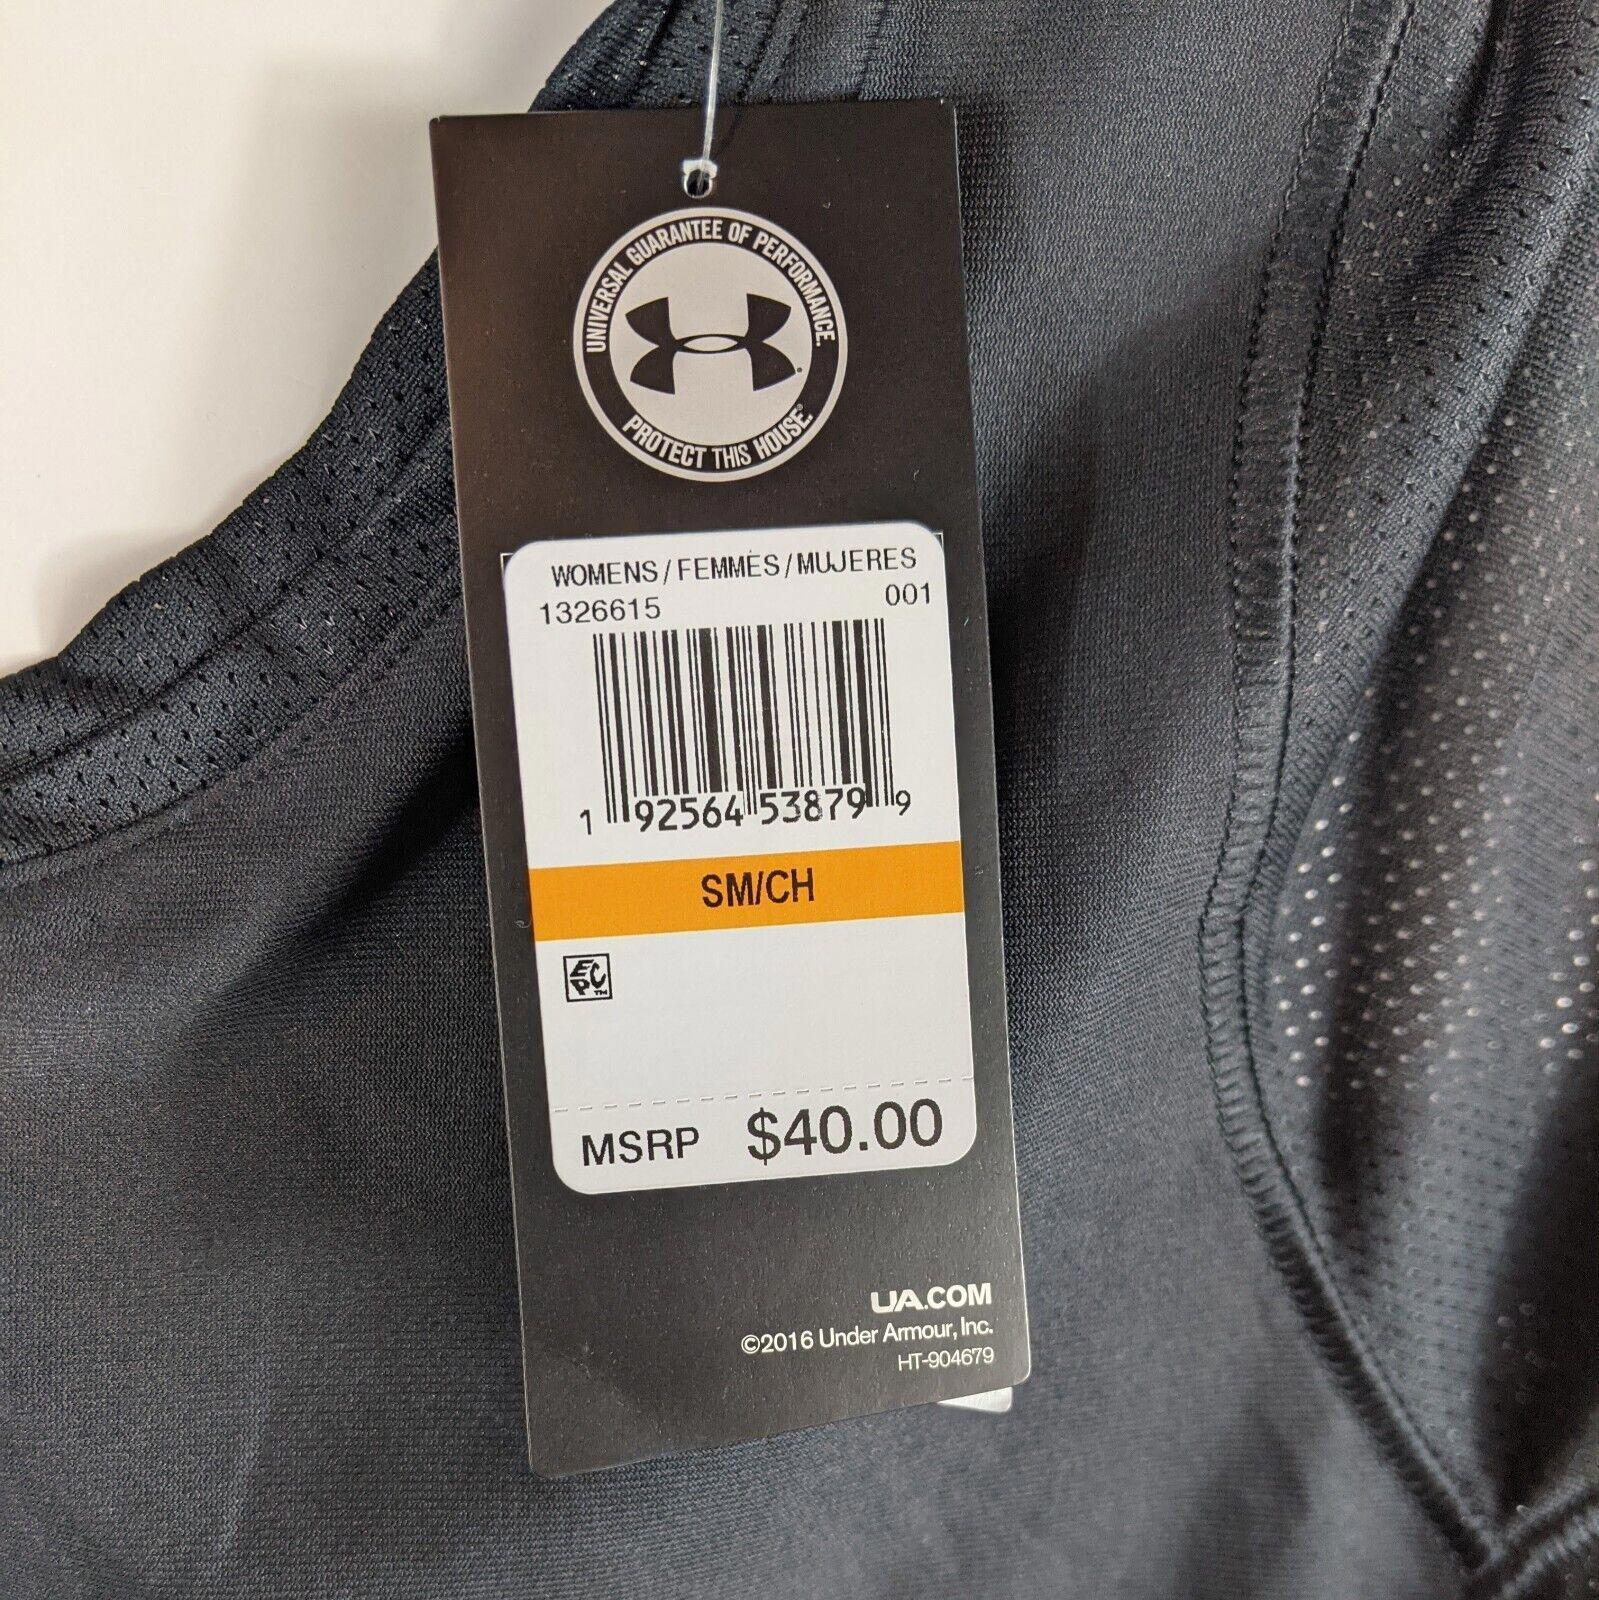 UNIVERSAL GUARANTEE OF PERFORMANCE.
PROTECT THIS HOUSE.®
WOMENS/FEMMES/MUJERES
1326615 001
1 92564 53879 9
SM/CH
EPC™
MSRP $40.00
UA.COM
©2016 Under Armour, Inc.
HT-904679